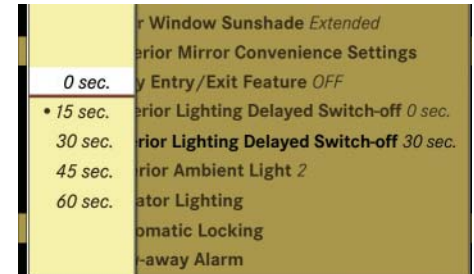 r Window Sunshade Extended
erior Mirror Convenience Settings
0 sec. y Entry/Exit Feature OFF
• 15 sec. erior Lighting Delayed Switch-off 0 sec.
30 sec. rior Lighting Delayed Switch-off 30 sec.
45 sec. rior Ambient Light 2
60 sec. ator Lighting
omatic Locking
-away Alarm